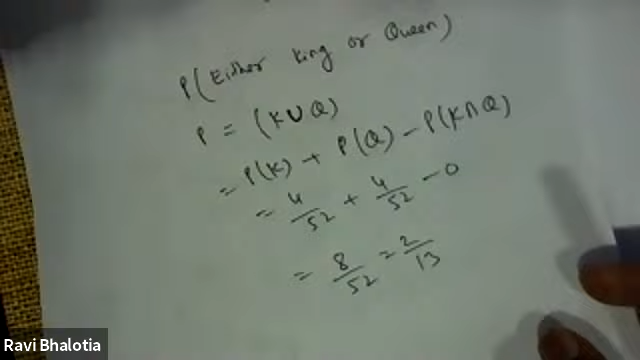 P(Either king or Queen)
P = (K∪Q)
= P(K) + P(Q) - P(K∩Q)
= 4/52 + 4/52 - 0
= 8/52 = 2/13
Ravi Bhalotia